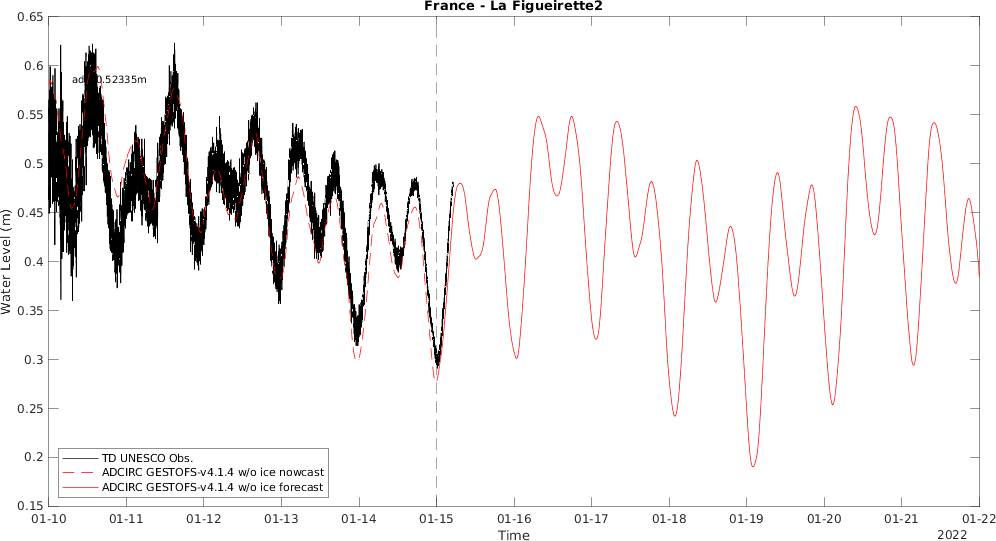 France - La Figueirette2
0.65
0.6
0.55
0.5
0.45
0.4
0.35
0.3
0.25
0.2
0.15
Water Level (m)
0.52335m
TD UNESCO Obs.
ADCIRC GESTOFS-v4.1.4 w/o ice nowcast
ADCIRC GESTOFS-v4.1.4 w/o ice forecast
01-10 01-11 01-12 01-13 01-14 01-15 01-16 01-17 01-18 01-19 01-20 01-21 01-22
Time
2022